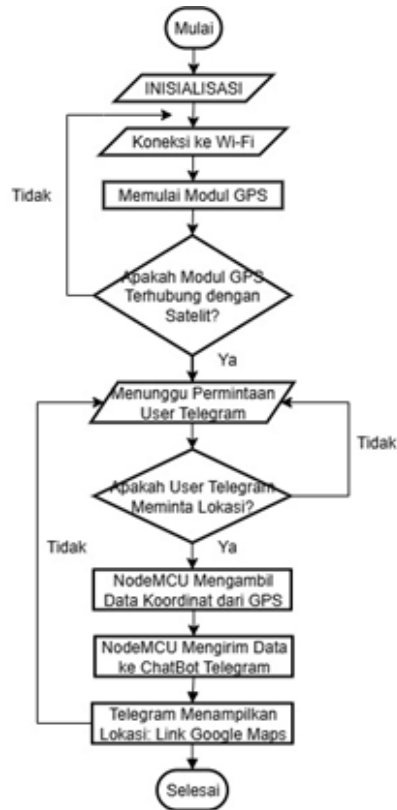 Mulai
INISIALISASI
Koneksi ke Wi-Fi
Tidak
Memulai Modul GPS
Apakah Modul GPS
Terhubung dengan
Satelit?
Ya
Menunggu Permintaan
User Telegram
Tidak
Apakah User Telegram
Meminta Lokasi?
Tidak
Ya
NodeMCU Mengambil
Data Koordinat dari GPS
NodeMCU Mengirim Data
ke ChatBot Telegram
Telegram Menampilkan
Lokasi: Link Google Maps
Selesai